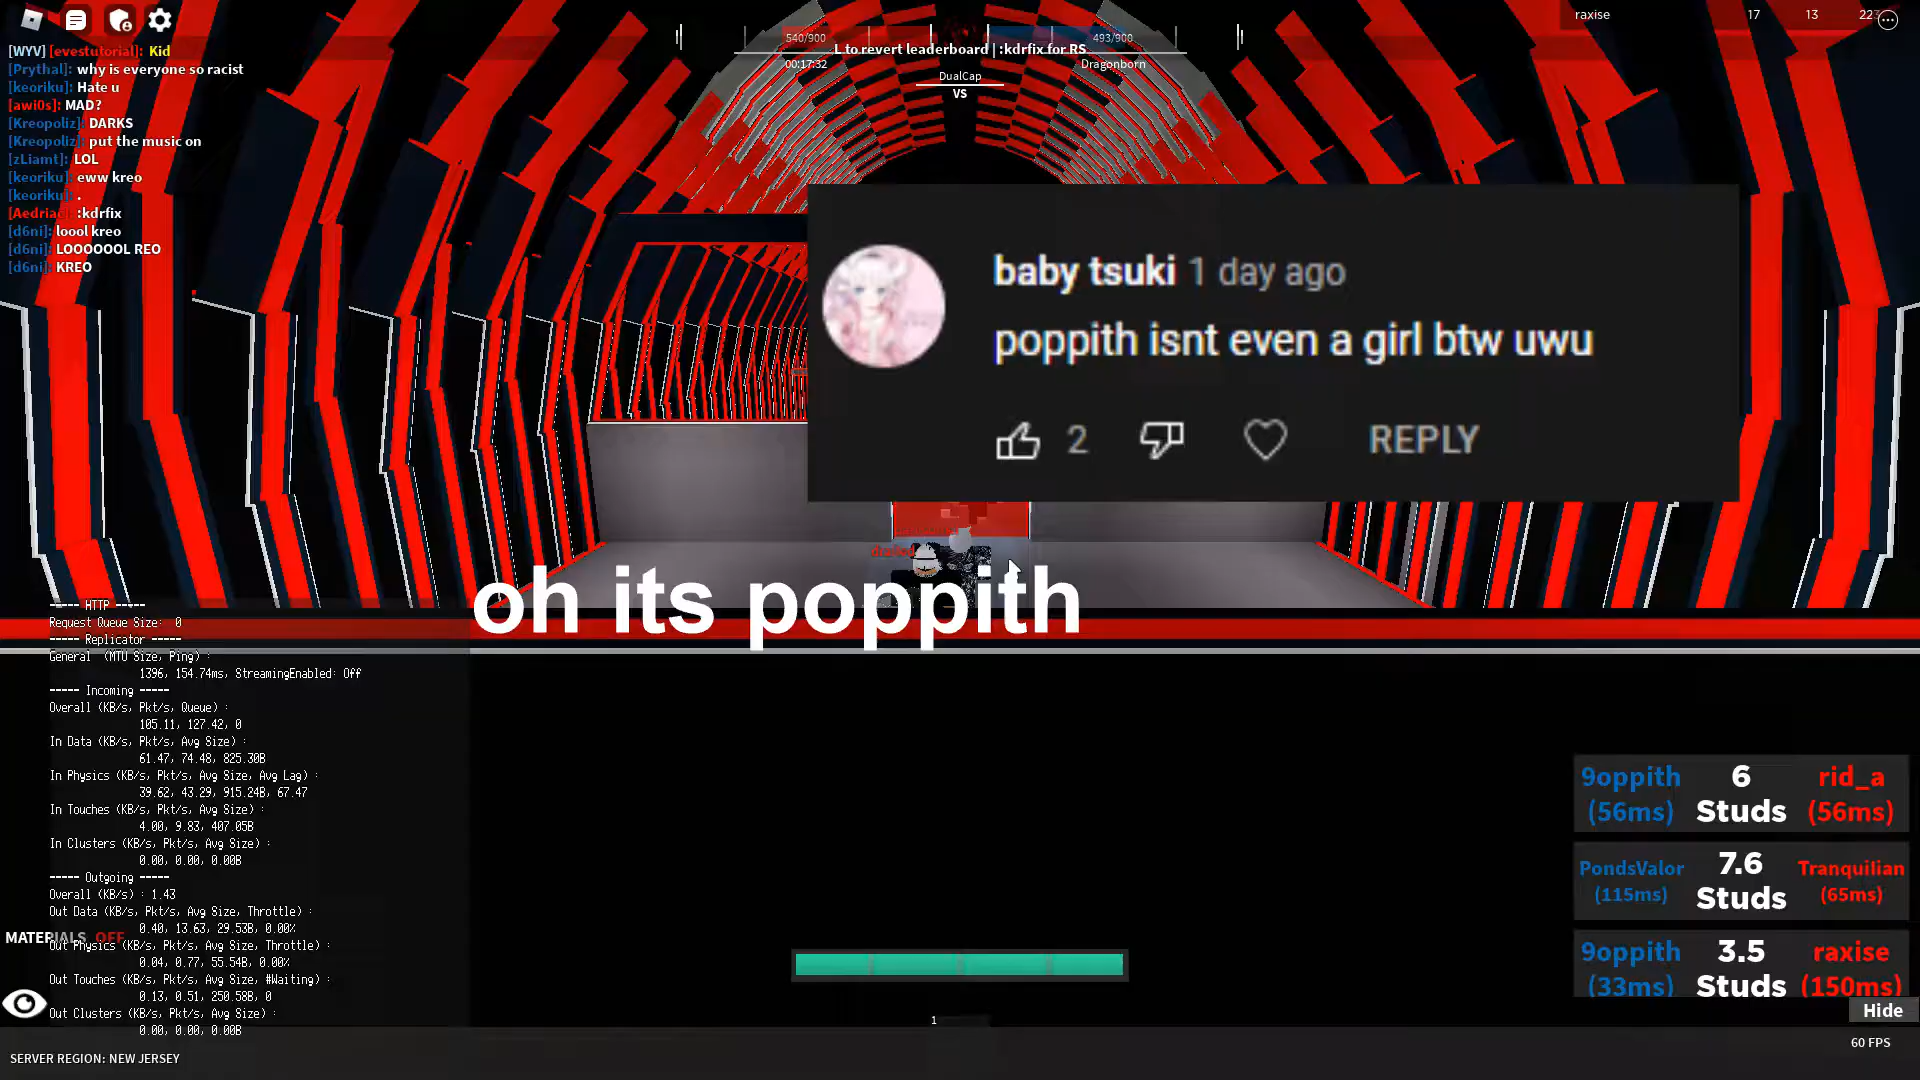 [WYV] [evestutorial]: Kid
[Prythal]: why is everyone so racist
[keoriku]: Hate u
[awi0s]: MAD?
[Kreopoliz]: DARKS
[Kreopoliz]: put the music on
[zLiamt]: LOL
[keoriku]: eww kreo
[keoriku]: .
[Aedriac]: :kdrfix
[d6ni]: loool kreo
[d6ni]: LOOOOOOL REO
[d6ni]: KREO
540/900
493/900
L to revert leaderboard | :kdrfix for RS
00:17:32
Dragonborn
DualCap
VS
raxise 17 13 223
baby tsuki 1 day ago
poppith isnt even a girl btw uwu
2
REPLY
oh its poppith
----- HTTP -----
Request Queue Size: 0
----- Replicator -----
General (MTU Size, Ping) :
1396, 154.74ms, StreamingEnabled: Off
----- Incoming -----
Overall (KB/s, Pkt/s, Queue) :
105.11, 127.42, 0
In Data (KB/s, Pkt/s, Avg Size) :
61.47, 74.48, 825.30B
In Physics (KB/s, Pkt/s, Avg Size, Avg Lag) :
39.62, 43.29, 915.24B, 67.47
In Touches (KB/s, Pkt/s, Avg Size) :
4.00, 9.83, 407.05B
In Clusters (KB/s, Pkt/s, Avg Size) :
0.00, 0.00, 0.00B
----- Outgoing -----
Overall (KB/s) : 1.43
Out Data (KB/s, Pkt/s, Avg Size, Throttle) :
0.40, 13.63, 29.53B, 0.00%
MATERIALS OFF
Out Physics (KB/s, Pkt/s, Avg Size, Throttle) :
0.04, 0.77, 55.54B, 0.00%
Out Touches (KB/s, Pkt/s, Avg Size, #Waiting) :
0.13, 0.51, 250.58B, 0
Out Clusters (KB/s, Pkt/s, Avg Size) :
0.00, 0.00, 0.00B
SERVER REGION: NEW JERSEY
1
9oppith 6 rid_a
(56ms) Studs (56ms)
PondsValor 7.6 Tranquilian
(115ms) Studs (65ms)
9oppith 3.5 raxise
(33ms) Studs (150ms)
Hide
60 FPS